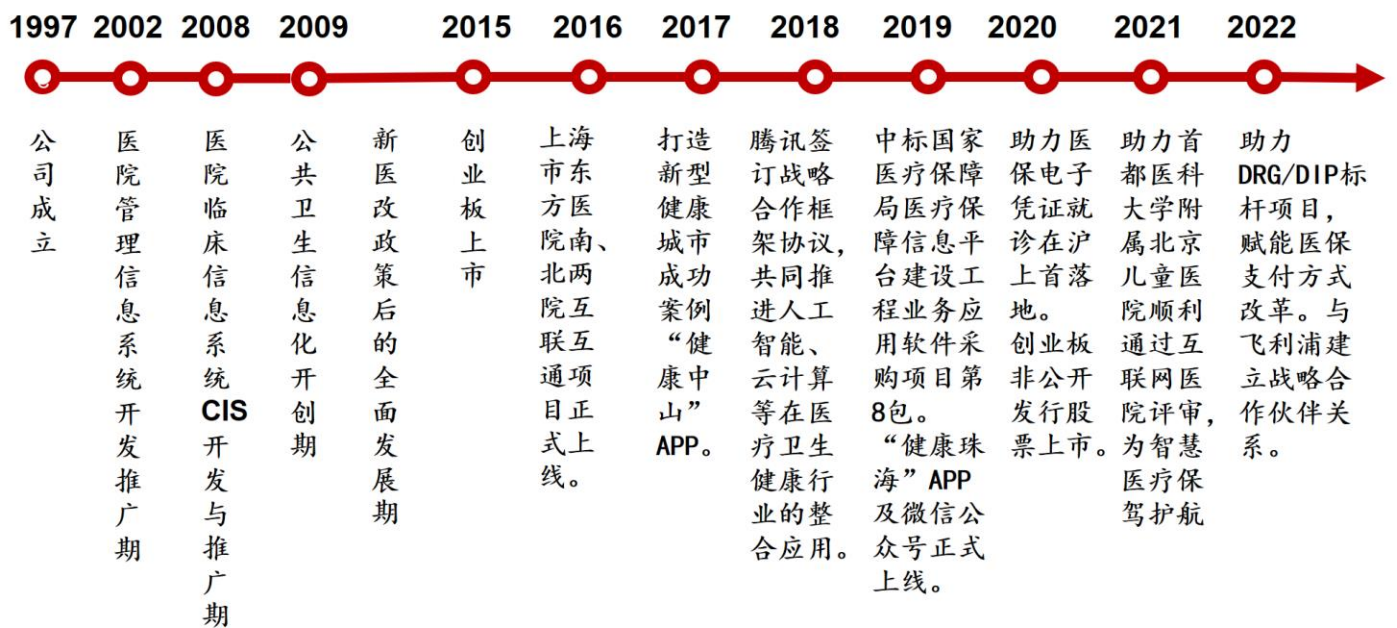 1997 2002 2008 2009 2015 2016 2017 2018 2019 2020 2021 2022
公司成立
医院管理信息系统开发推广期
医院临床信息系统CIS开发与推广期
公共卫生信息化开创期
新医改政策后的全面发展期
创业板上市
上海
市东
方医
院南、
北两
院互
联互
通项
目正
式上
线。
打造
新型
健康
城市
成功
案例
“健
康中
山”
APP。
腾讯签
订战略
合作框
架协议,
共同推
进人工
智能、
云计算
等在医
疗卫生
健康行
业的整
合应用。
中标国家
医疗保障
局医疗保
障信息平
台建设工
程业务应
用软件采
购项目第
8包。
“健康珠
海”APP
及微信公
众号正式
上线。
助力医
保电子
凭证就
诊在沪
上首落
地。
创业板
非公开
发行股
票上市。
助力首
都医科
大学附
属北京
儿童医
院顺利
通过互
联网医
院评审,
为智慧
医疗保
驾护航
助力
DRG/DIP标
杆项目,
赋能医保
支付方式
改革。与
飞利浦建
立战略合
作伙伴关
系。